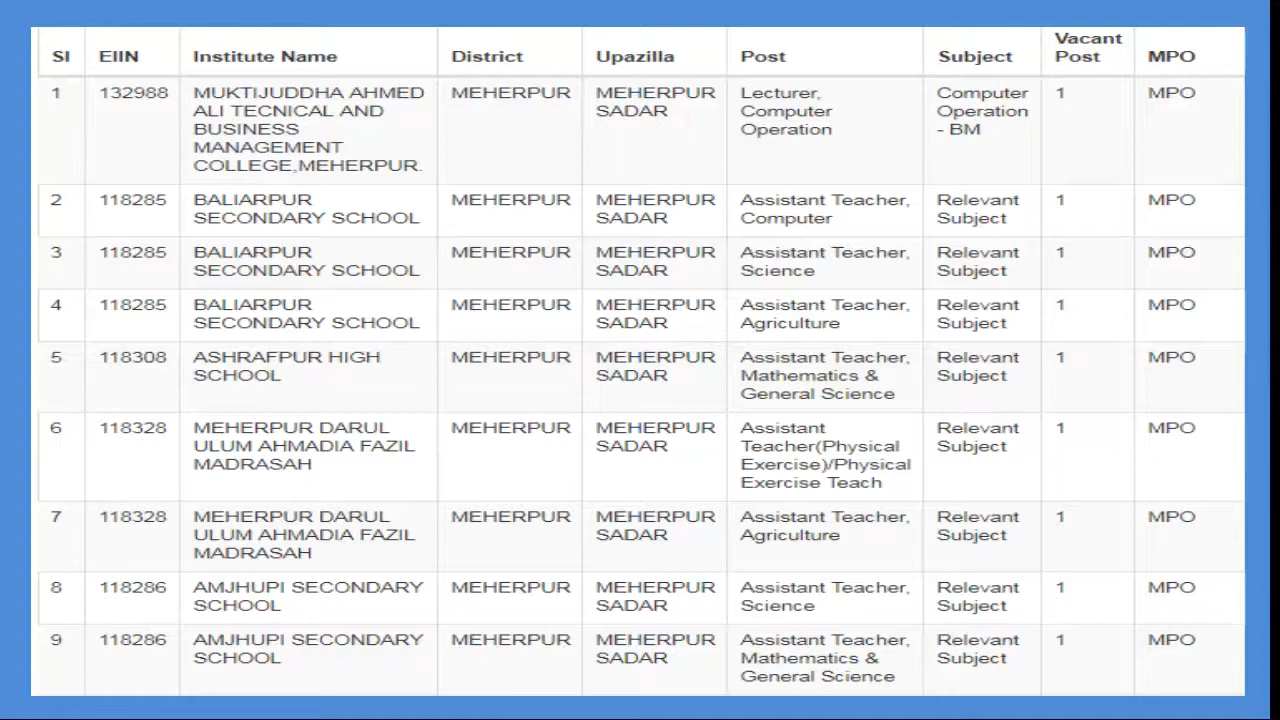 Sl EIIN Institute Name District Upazilla Post Subject Vacant Post MPO
1 132988 MUKTIJUDDHA AHMED MEHERPUR MEHERPUR Lecturer, Computer 1 MPO
ALI TECNICAL AND SADAR Computer Operation
BUSINESS Operation - BM
MANAGEMENT
COLLEGE,MEHERPUR.
2 118285 BALIARPUR MEHERPUR MEHERPUR Assistant Teacher, Relevant 1 MPO
SECONDARY SCHOOL SADAR Computer Subject
3 118285 BALIARPUR MEHERPUR MEHERPUR Assistant Teacher, Relevant 1 MPO
SECONDARY SCHOOL SADAR Science Subject
4 118285 BALIARPUR MEHERPUR MEHERPUR Assistant Teacher, Relevant 1 MPO
SECONDARY SCHOOL SADAR Agriculture Subject
5 118308 ASHRAFPUR HIGH MEHERPUR MEHERPUR Assistant Teacher, Relevant 1 MPO
SCHOOL SADAR Mathematics & Subject
General Science
6 118328 MEHERPUR DARUL MEHERPUR MEHERPUR Assistant Relevant 1 MPO
ULUM AHMADIA FAZIL SADAR Teacher(Physical Subject
MADRASAH Exercise)/Physical
Exercise Teach
7 118328 MEHERPUR DARUL MEHERPUR MEHERPUR Assistant Teacher, Relevant 1 MPO
ULUM AHMADIA FAZIL SADAR Agriculture Subject
MADRASAH
8 118286 AMJHUPI SECONDARY MEHERPUR MEHERPUR Assistant Teacher, Relevant 1 MPO
SCHOOL SADAR Science Subject
9 118286 AMJHUPI SECONDARY MEHERPUR MEHERPUR Assistant Teacher, Relevant 1 MPO
SCHOOL SADAR Mathematics & Subject
General Science